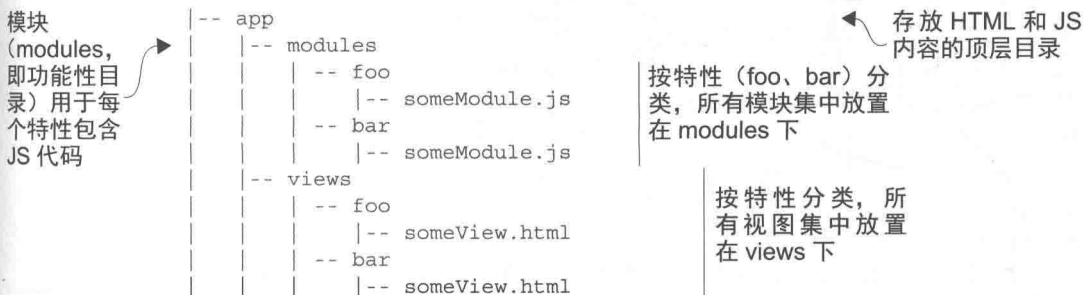 模块
(modules,
即功能性目
录)用于每
个特性包含
JS 代码
|-- app
| |-- modules
| | | -- foo
| | | |-- someModule.js
| | | -- bar
| | | |-- someModule.js
| |-- views
| | | -- foo
| | | |-- someView.html
| | | -- bar
| | | |-- someView.html
存放 HTML 和 JS
内容的顶层目录
按特性(foo、bar)分
类,所有模块集中放置
在 modules 下
按特性分类,所
有视图集中放置
在 views 下